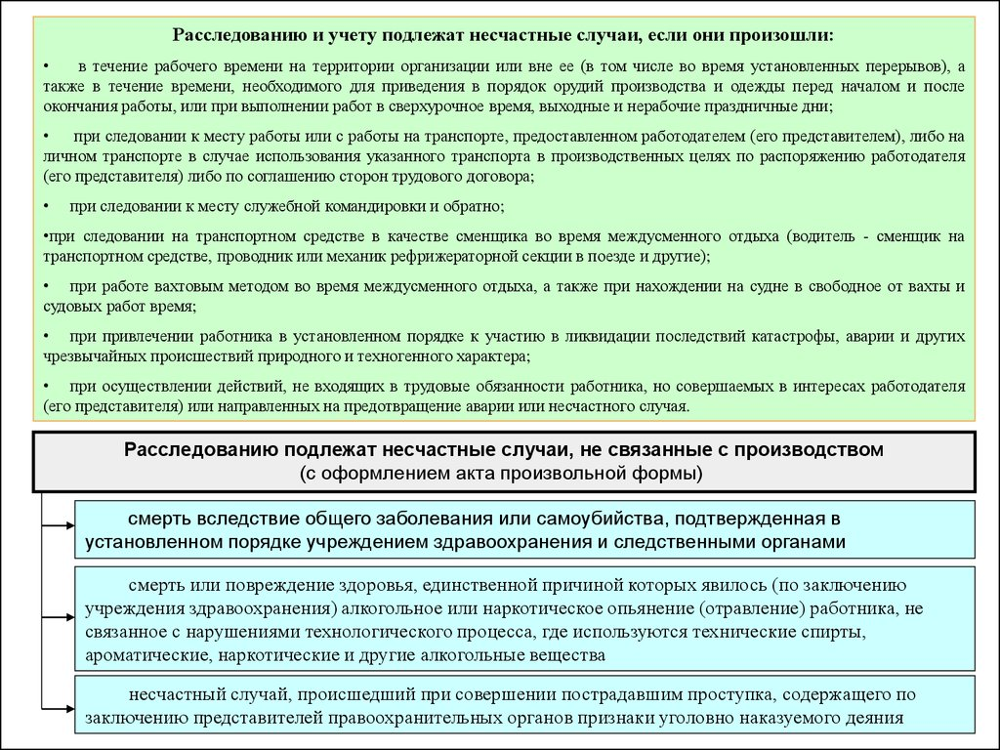 Расследованию и учету подлежат несчастные случаи, если они произошли:
• в течение рабочего времени на территории организации или вне ее (в том числе во время установленных перерывов), а
также в течение времени, необходимого для приведения в порядок орудий производства и одежды перед началом и после
окончания работы, или при выполнении работ в сверхурочное время, выходные и нерабочие праздничные дни;
• при следовании к месту работы или с работы на транспорте, предоставленном работодателем (его представителем), либо на
личном транспорте в случае использования указанного транспорта в производственных целях по распоряжению работодателя
(его представителя) либо по соглашению сторон трудового договора;
• при следовании к месту служебной командировки и обратно;
•при следовании на транспортном средстве в качестве сменщика во время междусменного отдыха (водитель - сменщик на
транспортном средстве, проводник или механик рефрижераторной секции в поезде и другие);
• при работе вахтовым методом во время междусменного отдыха, а также при нахождении на судне в свободное от вахты и
судовых работ время;
• при привлечении работника в установленном порядке к участию в ликвидации последствий катастрофы, аварии и других
чрезвычайных происшествий природного и техногенного характера;
• при осуществлении действий, не входящих в трудовые обязанности работника, но совершаемых в интересах работодателя
(его представителя) или направленных на предотвращение аварии или несчастного случая.
Расследованию подлежат несчастные случаи, не связанные с производством
(с оформлением акта произвольной формы)
смерть вследствие общего заболевания или самоубийства, подтвержденная в
установленном порядке учреждением здравоохранения и следственными органами
смерть или повреждение здоровья, единственной причиной которых явилось (по заключению
учреждения здравоохранения) алкогольное или наркотическое опьянение (отравление) работника, не
связанное с нарушениями технологического процесса, где используются технические спирты,
ароматические, наркотические и другие алкогольные вещества
несчастный случай, происшедший при совершении пострадавшим проступка, содержащего по
заключению представителей правоохранительных органов признаки уголовно наказуемого деяния